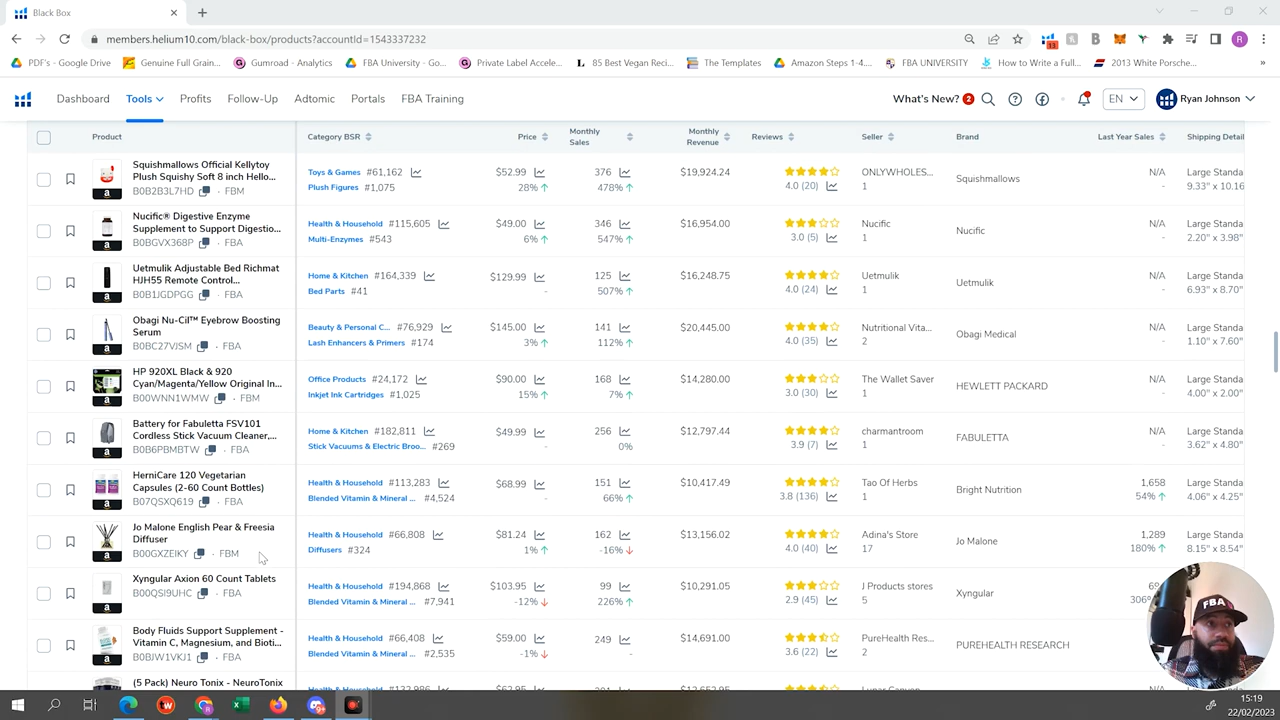 Black Box
members.helium10.com/black-box/products?accountId=1543337232
PDF's - Google Drive
Genuine Full Grain...
Gumroad - Analytics
FBA University - Go...
Private Label Accele...
85 Best Vegan Reci...
The Templates
Amazon Steps 1-4....
FBA UNIVERSITY
How to Write a Full...
2013 White Porsche...
Dashboard
Tools
Profits
Follow-Up
Adtomic
Portals
FBA Training
What's New? 2
EN
Ryan Johnson
Product
Category BSR
Price
Monthly
Sales
Monthly
Revenue
Reviews
Seller
Brand
Last Year Sales
Shipping Detail
Squishmallows Official Kellytoy
Plush Squishy Soft 8 inch Hello...
B0B2B3L7HD · FBM
Toys & Games #61,162
Plush Figures #1,075
$52.99
28% ↑
376
478% ↑
$19,924.24
4.0 (20)
ONLYWHOLES...
1
Squishmallows
N/A
-
Large Standa
9.33" x 10.16
Nucific® Digestive Enzyme
Supplement to Support Digestio...
B0BGVX368P · FBA
Health & Household #115,605
Multi-Enzymes #543
$49.00
6% ↑
346
547% ↑
$16,954.00
3.0 (5)
Nucific
1
Nucific
N/A
-
Large Standa
2.20" x 3.98"
Uetmulik Adjustable Bed Richmat
HJH55 Remote Control...
B0B1JGDPGG · FBA
Home & Kitchen #164,339
Bed Parts #41
$129.99
-
125
507% ↑
$16,248.75
4.0 (24)
Uetmulik
1
Uetmulik
N/A
-
Large Standa
6.93" x 8.70"
Obagi Nu-Cil™ Eyebrow Boosting
Serum
B0BC27VJSM · FBA
Beauty & Personal C... #76,929
Lash Enhancers & Primers #174
$145.00
3% ↑
141
112% ↑
$20,445.00
4.0 (35)
Nutritional Vita...
2
Obagi Medical
N/A
-
Large Standa
1.10" x 7.60"
HP 920XL Black & 920
Cyan/Magenta/Yellow Original In...
B00WNN1WMW · FBM
Office Products #24,172
Inkjet Ink Cartridges #1,025
$90.00
15% ↑
168
7% ↑
$14,280.00
3.0 (30)
The Wallet Saver
1
HEWLETT PACKARD
N/A
-
Large Standa
4.00" x 2.00"
Battery for Fabuletta FSV101
Cordless Stick Vacuum Cleaner,...
B0B6PBMBTW · FBA
Home & Kitchen #182,811
Stick Vacuums & Electric Broo... #269
$49.99
-
256
0%
$12,797.44
3.9 (7)
charmantroom
1
FABULETTA
N/A
-
Large Standa
3.62" x 4.80"
HerniCare 120 Vegetarian
Capsules (2-60 Count Bottles)
B07QSXQ619 · FBA
Health & Household #113,283
Blended Vitamin & Mineral ... #4,524
$68.99
-
151
66% ↑
$10,417.49
3.8 (136)
Tao Of Herbs
1
Bright Nutrition
1,658
54% ↑
Large Standa
4.06" x 4.25"
Jo Malone English Pear & Freesia
Diffuser
B00GXZEIKY · FBM
Health & Household #66,808
Diffusers #324
$81.24
1% ↑
162
-16% ↓
$13,156.02
4.0 (40)
Adina's Store
17
Jo Malone
1,289
180% ↑
Large Standa
8.15" x 8.54"
Xyngular Axion 60 Count Tablets
B00QSI9UHC · FBA
Health & Household #194,868
Blended Vitamin & Mineral ... #7,941
$103.95
-12% ↓
99
226% ↑
$10,291.05
2.9 (45)
J Products stores
5
Xyngular
306%
Body Fluids Support Supplement -
Vitamin C, Magnesium, and Bioti...
B0BJW1VKJ1 · FBA
Health & Household #66,408
Blended Vitamin & Mineral ... #2,535
$59.00
-1% ↓
249
-
$14,691.00
3.6 (22)
PureHealth Res...
2
PUREHEALTH RESEARCH
(5 Pack) Neuro Tonix - NeuroTonix
FBA
15:19
22/02/2023